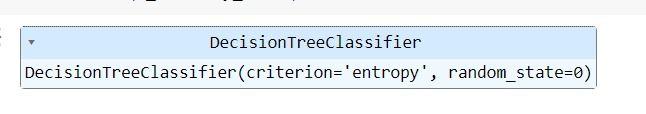 DecisionTreeClassifier
DecisionTreeClassifier(criterion='entropy', random_state=0)